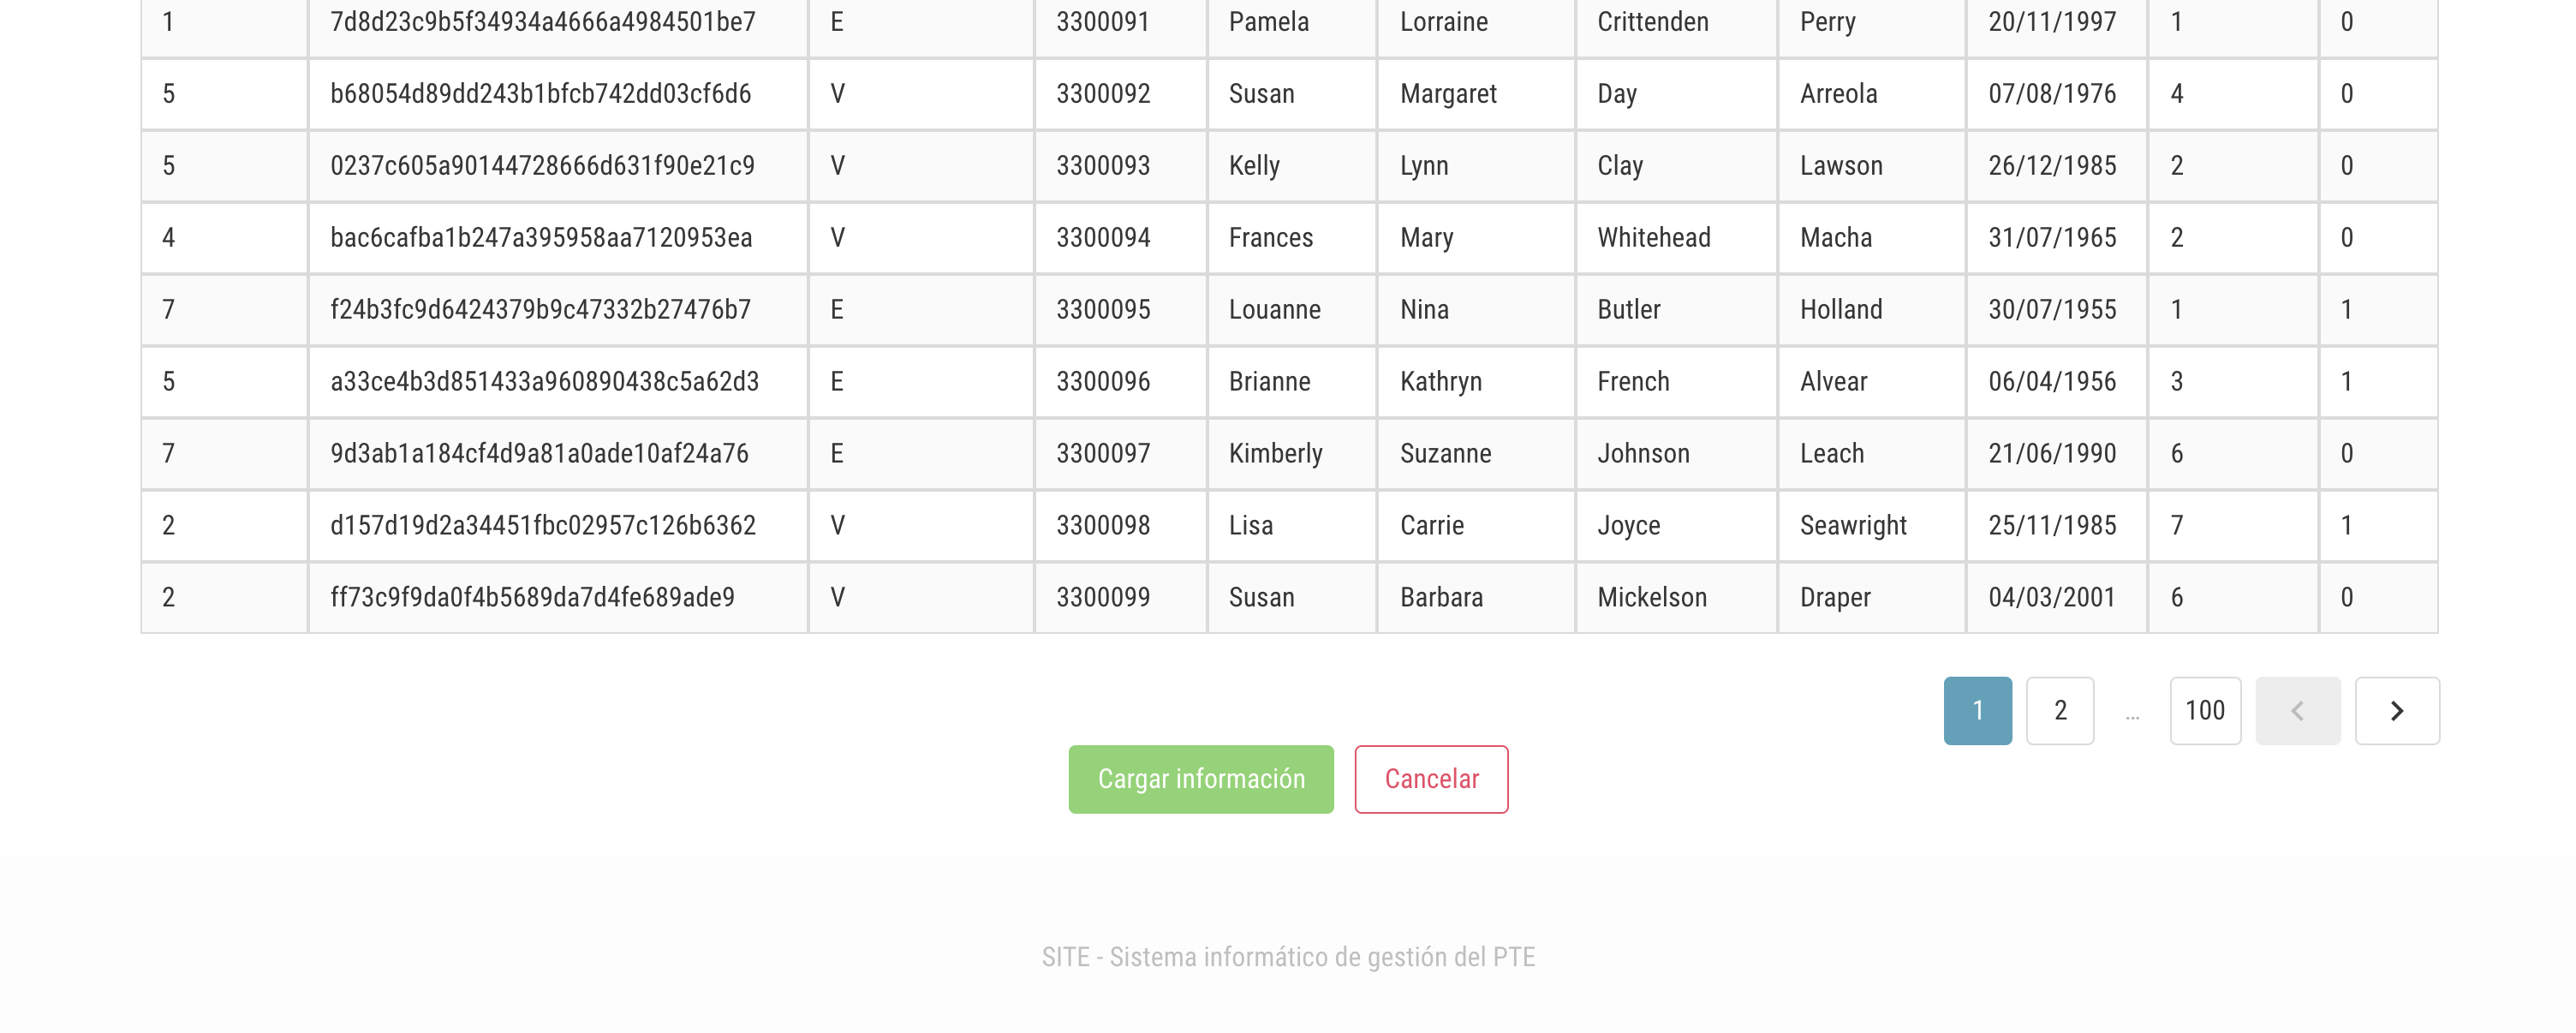 1 7d8d23c9b5f34934a4666a4984501be7 E 3300091 Pamela Lorraine Crittenden Perry 20/11/1997 1 0
5 b68054d89dd243b1bfcb742dd03cf6d6 V 3300092 Susan Margaret Day Arreola 07/08/1976 4 0
5 0237c605a90144728666d631f90e21c9 V 3300093 Kelly Lynn Clay Lawson 26/12/1985 2 0
4 bac6cafba1b247a395958aa7120953ea V 3300094 Frances Mary Whitehead Macha 31/07/1965 2 0
7 f24b3fc9d6424379b9c47332b27476b7 E 3300095 Louanne Nina Butler Holland 30/07/1955 1 1
5 a33ce4b3d851433a960890438c5a62d3 E 3300096 Brianne Kathryn French Alvear 06/04/1956 3 1
7 9d3ab1a184cf4d9a81a0ade10af24a76 E 3300097 Kimberly Suzanne Johnson Leach 21/06/1990 6 0
2 d157d19d2a34451fbc02957c126b6362 V 3300098 Lisa Carrie Joyce Seawright 25/11/1985 7 1
2 ff73c9f9da0f4b5689da7d4fe689ade9 V 3300099 Susan Barbara Mickelson Draper 04/03/2001 6 0
1 2 ... 100
Cargar información Cancelar
SITE - Sistema informático de gestión del PTE